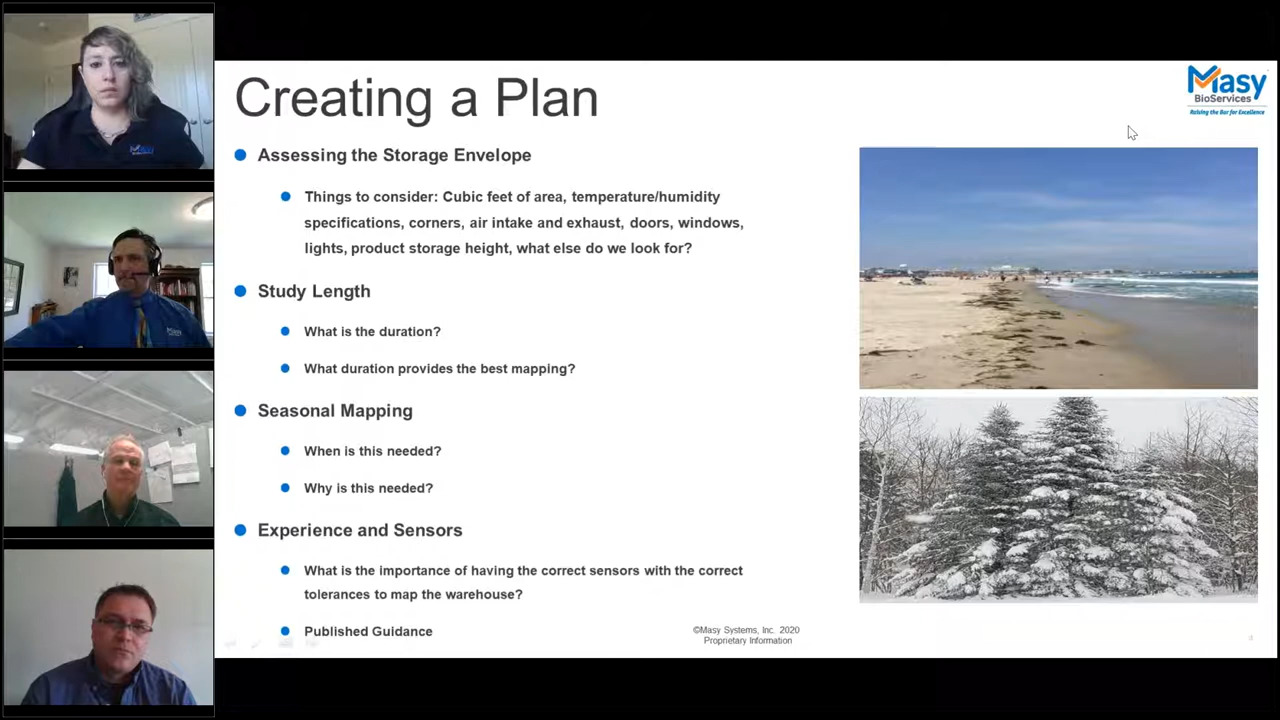 Creating a Plan
Masy
BioServices
Raising the Bar for Excellence
Assessing the Storage Envelope
Things to consider: Cubic feet of area, temperature/humidity
specifications, corners, air intake and exhaust, doors, windows,
lights, product storage height, what else do we look for?
Study Length
What is the duration?
What duration provides the best mapping?
Seasonal Mapping
When is this needed?
Why is this needed?
Experience and Sensors
What is the importance of having the correct sensors with the correct
tolerances to map the warehouse?
Published Guidance
©Masy Systems, Inc. 2020
Proprietary Information
4
Masy
Masy